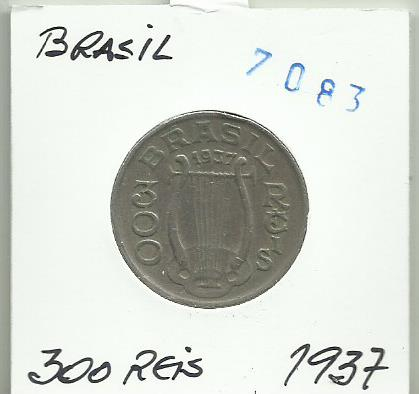 BRASIL
7083
BRASIL
1937
300 RÉIS
300 REIS 1937